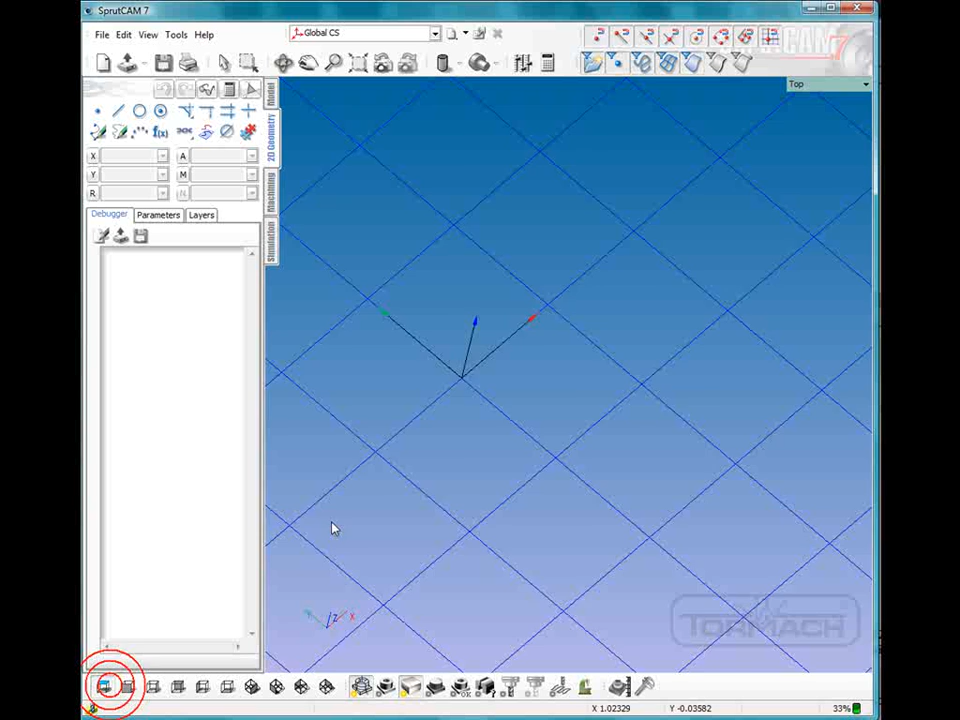 SprutCAM 7
File Edit View Tools Help
Global CS
Top
f(x)
X A
Y M
R N
Debugger Parameters Layers
Model
2D Geometry
Machining
Simulation
Z X
TORMACH
X 1.02329 Y -0.03582 33%